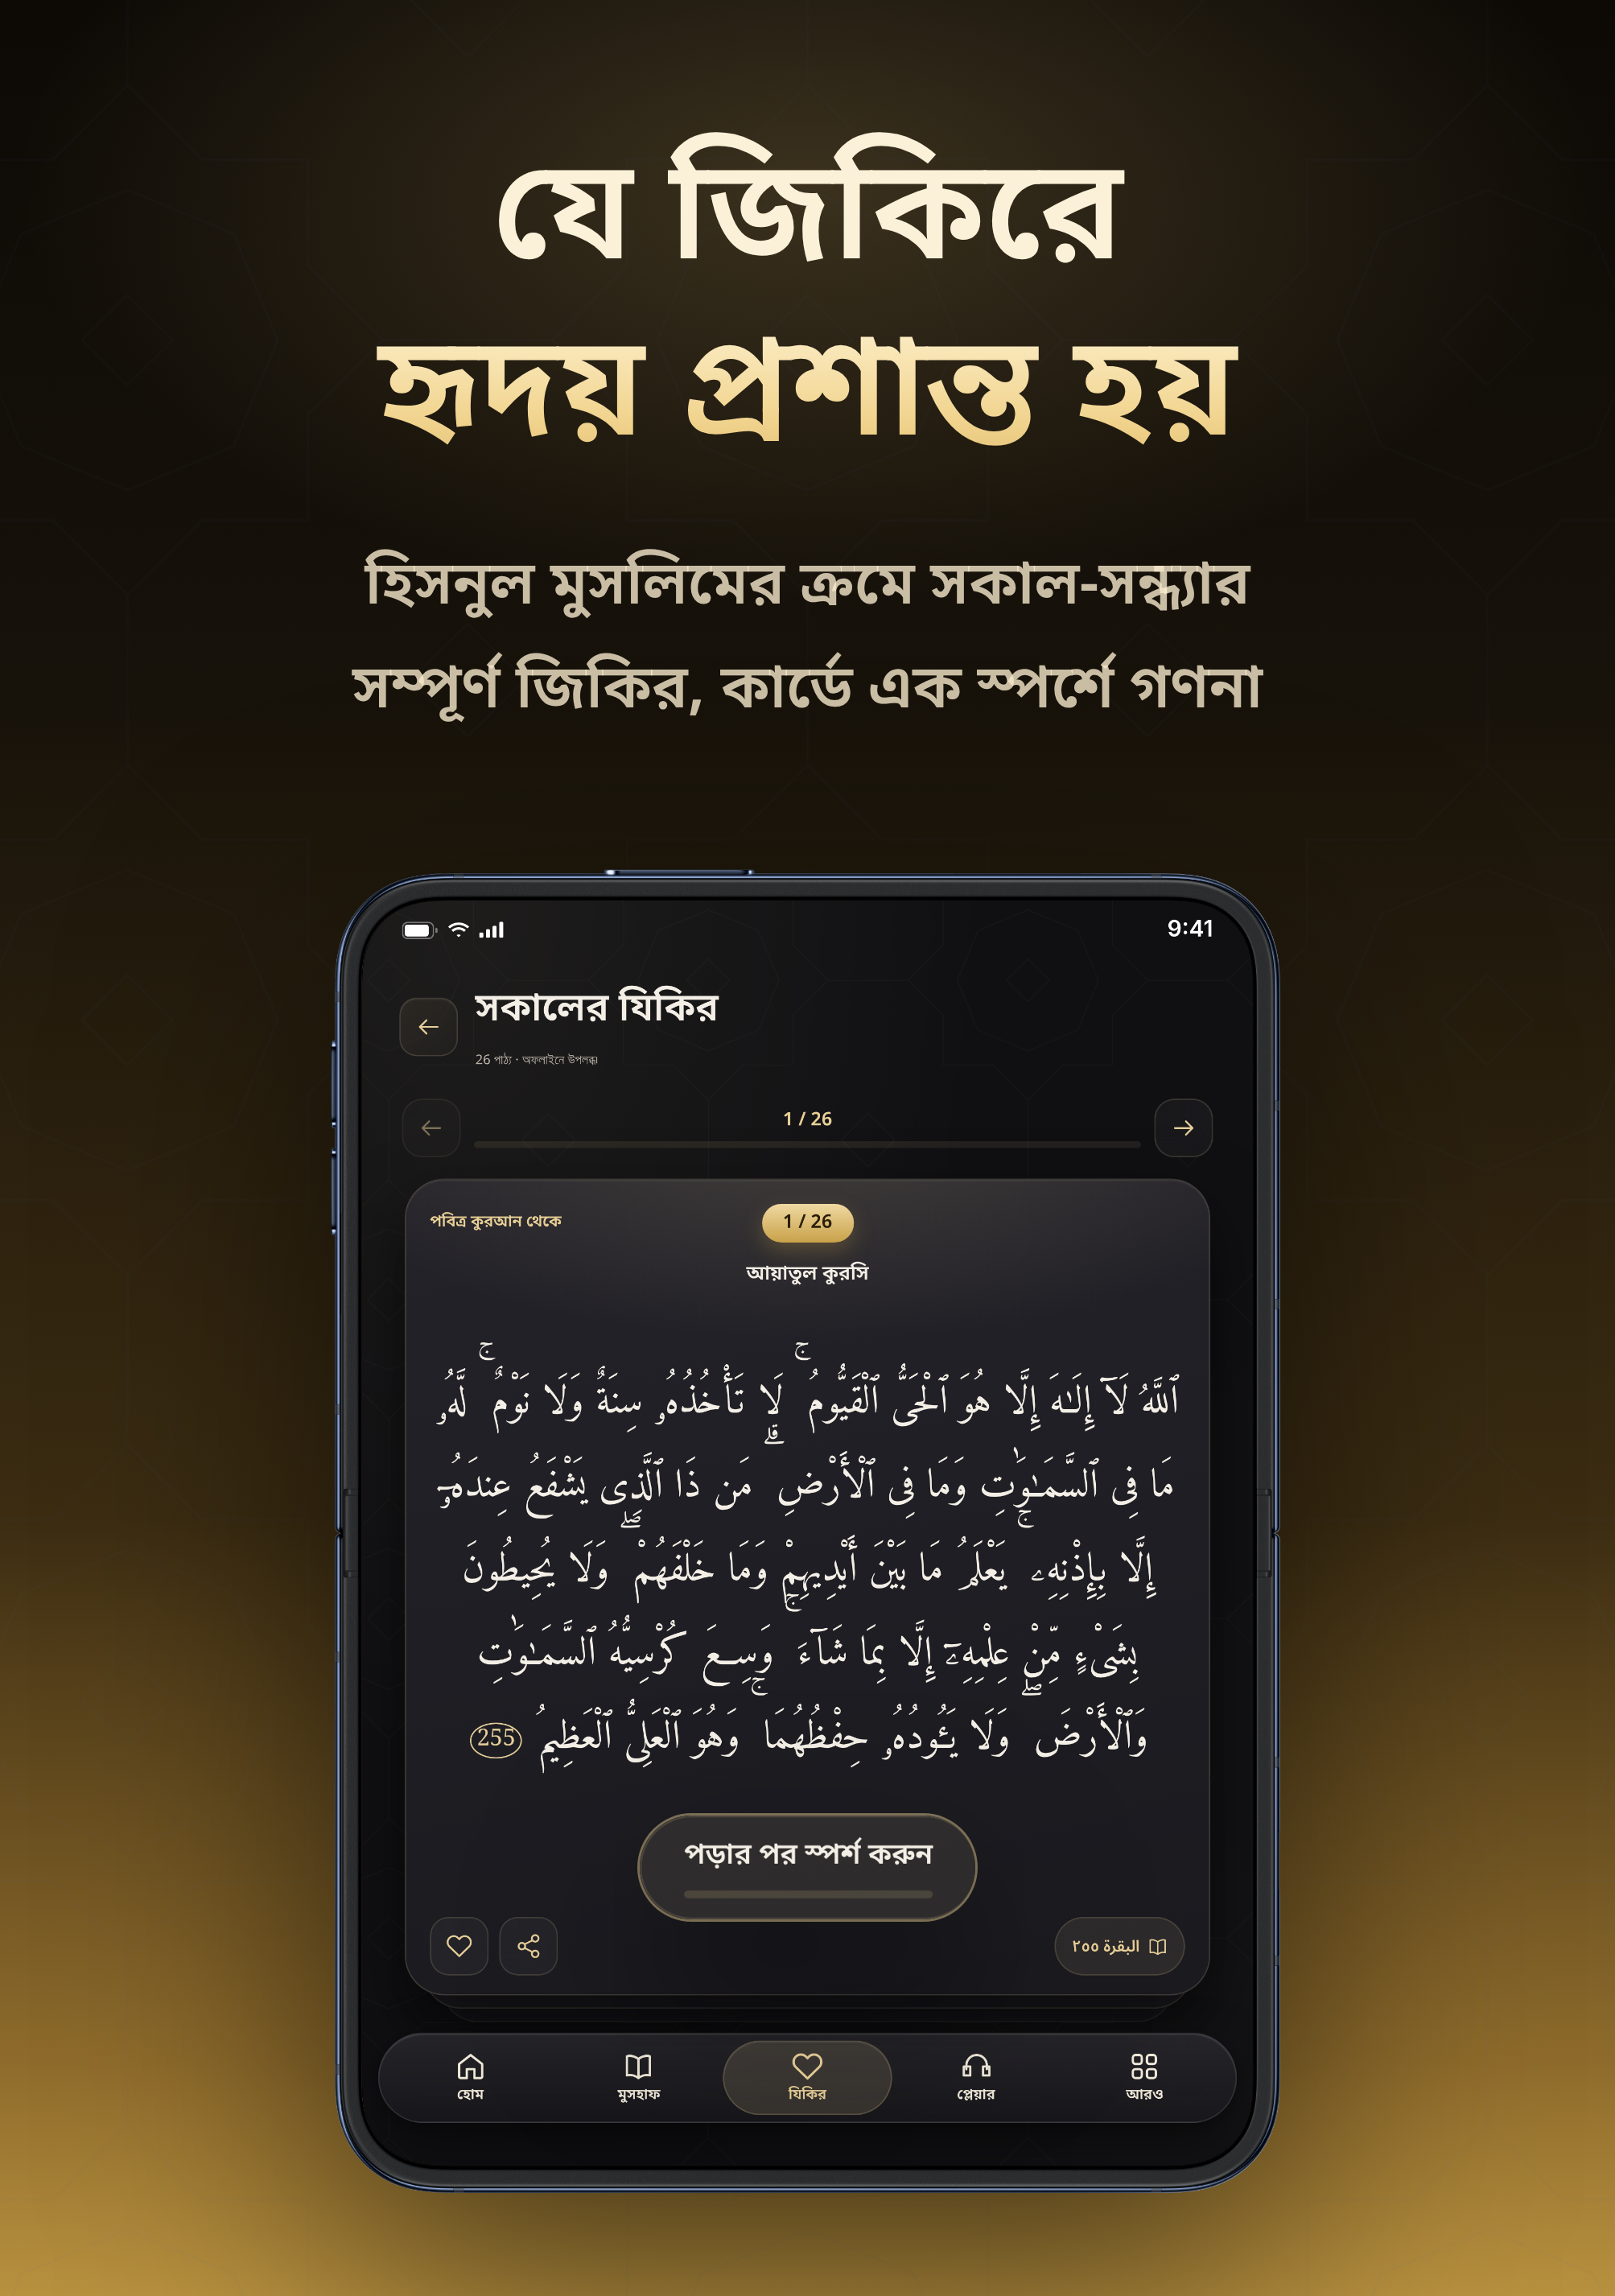 যে জিকিরে
হৃদয় প্রশান্ত হয়
হিসনুল মুসলিমের ক্রমে সকাল-সন্ধ্যার
সম্পূর্ণ জিকির, কার্ডে এক স্পর্শে গণনা
9:41
সকালের যিকির
26 পাঠ্য · অফলাইনে উপলব্ধ
1 / 26
পবিত্র কুরআন থেকে
1 / 26
আয়াতুল কুরসি
ٱللَّهُ لَآ إِلَـٰهَ إِلَّا هُوَ ٱلْحَىُّ ٱلْقَيُّومُ ۚ لَا تَأْخُذُهُۥ سِنَةٌ وَلَا نَوْمٌ ۚ لَّهُۥ
مَا فِى ٱلسَّمَـٰوَٰتِ وَمَا فِى ٱلْأَرْضِ ۗ مَن ذَا ٱلَّذِى يَشْفَعُ عِندَهُۥٓ
إِلَّا بِإِذْنِهِۦ ۚ يَعْلَمُ مَا بَيْنَ أَيْدِيهِمْ وَمَا خَلْفَهُمْ ۖ وَلَا يُحِيطُونَ
بِشَىْءٍ مِّنْ عِلْمِهِۦٓ إِلَّا بِمَا شَآءَ ۚ وَسِعَ كُرْسِيُّهُ ٱلسَّمَـٰوَٰتِ
وَٱلْأَرْضَ ۖ وَلَا يَـُٔودُهُۥ حِفْظُهُمَا ۚ وَهُوَ ٱلْعَلِىُّ ٱلْعَظِيمُ 255
পড়ার পর স্পর্শ করুন
البقرة ٢٥٥
হোম
মুসহাফ
যিকির
প্লেয়ার
আরও